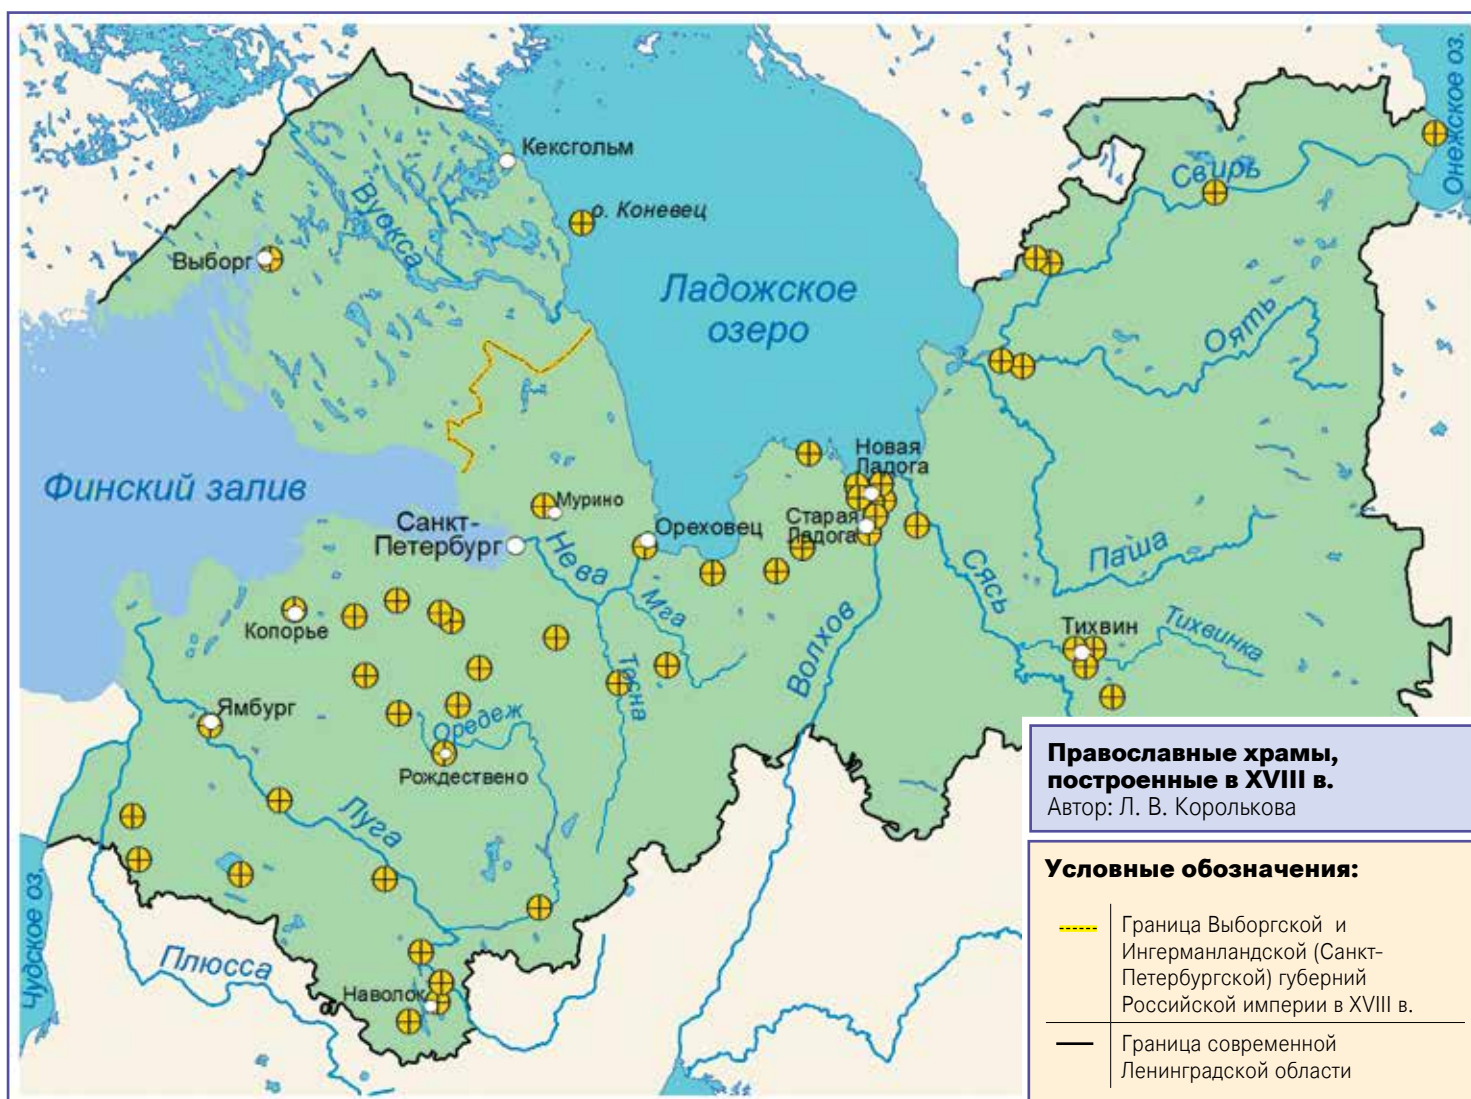 Онежское оз.
Кексгольм
Свирь
о. Коневец
Вуокса
Выборг
Ладожское
озеро
Оять
Новая
Ладога
Финский залив
Мурино
Санкт-
Петербург
Ореховец
Старая
Ладога
Нева
Сясь
Паша
Мга
Копорье
Волхов
Тихвин
Тихвинка
Тосна
Ямбург
Оредеж
Рождествено
Луга
Чудское оз.
Плюсса
Наволок
Православные храмы,
построенные в XVIII в.
Автор: Л. В. Королькова
Условные обозначения:
Граница Выборгской и
Ингерманландской (Санкт-
Петербургской) губерний
Российской империи в XVIII в.
Граница современной
Ленинградской области